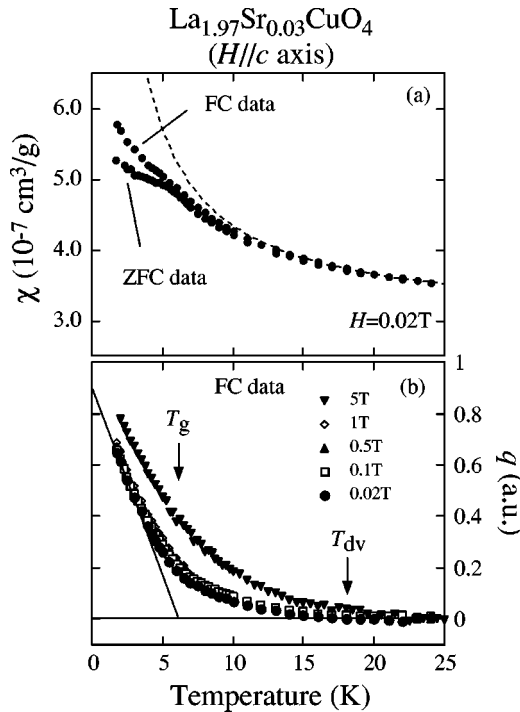 La₁.₉₇Sr₀.₀₃CuO₄
(H//c axis)
(a)
FC data
ZFC data
H=0.02T
χ (10⁻⁷ cm³/g)
6.0
5.0
4.0
3.0
FC data
(b)
5T
1T
0.5T
0.1T
0.02T
Tg
Tdv
1
0.8
0.6
0.4
0.2
0
q (a.u.)
0 5 10 15 20 25
Temperature (K)